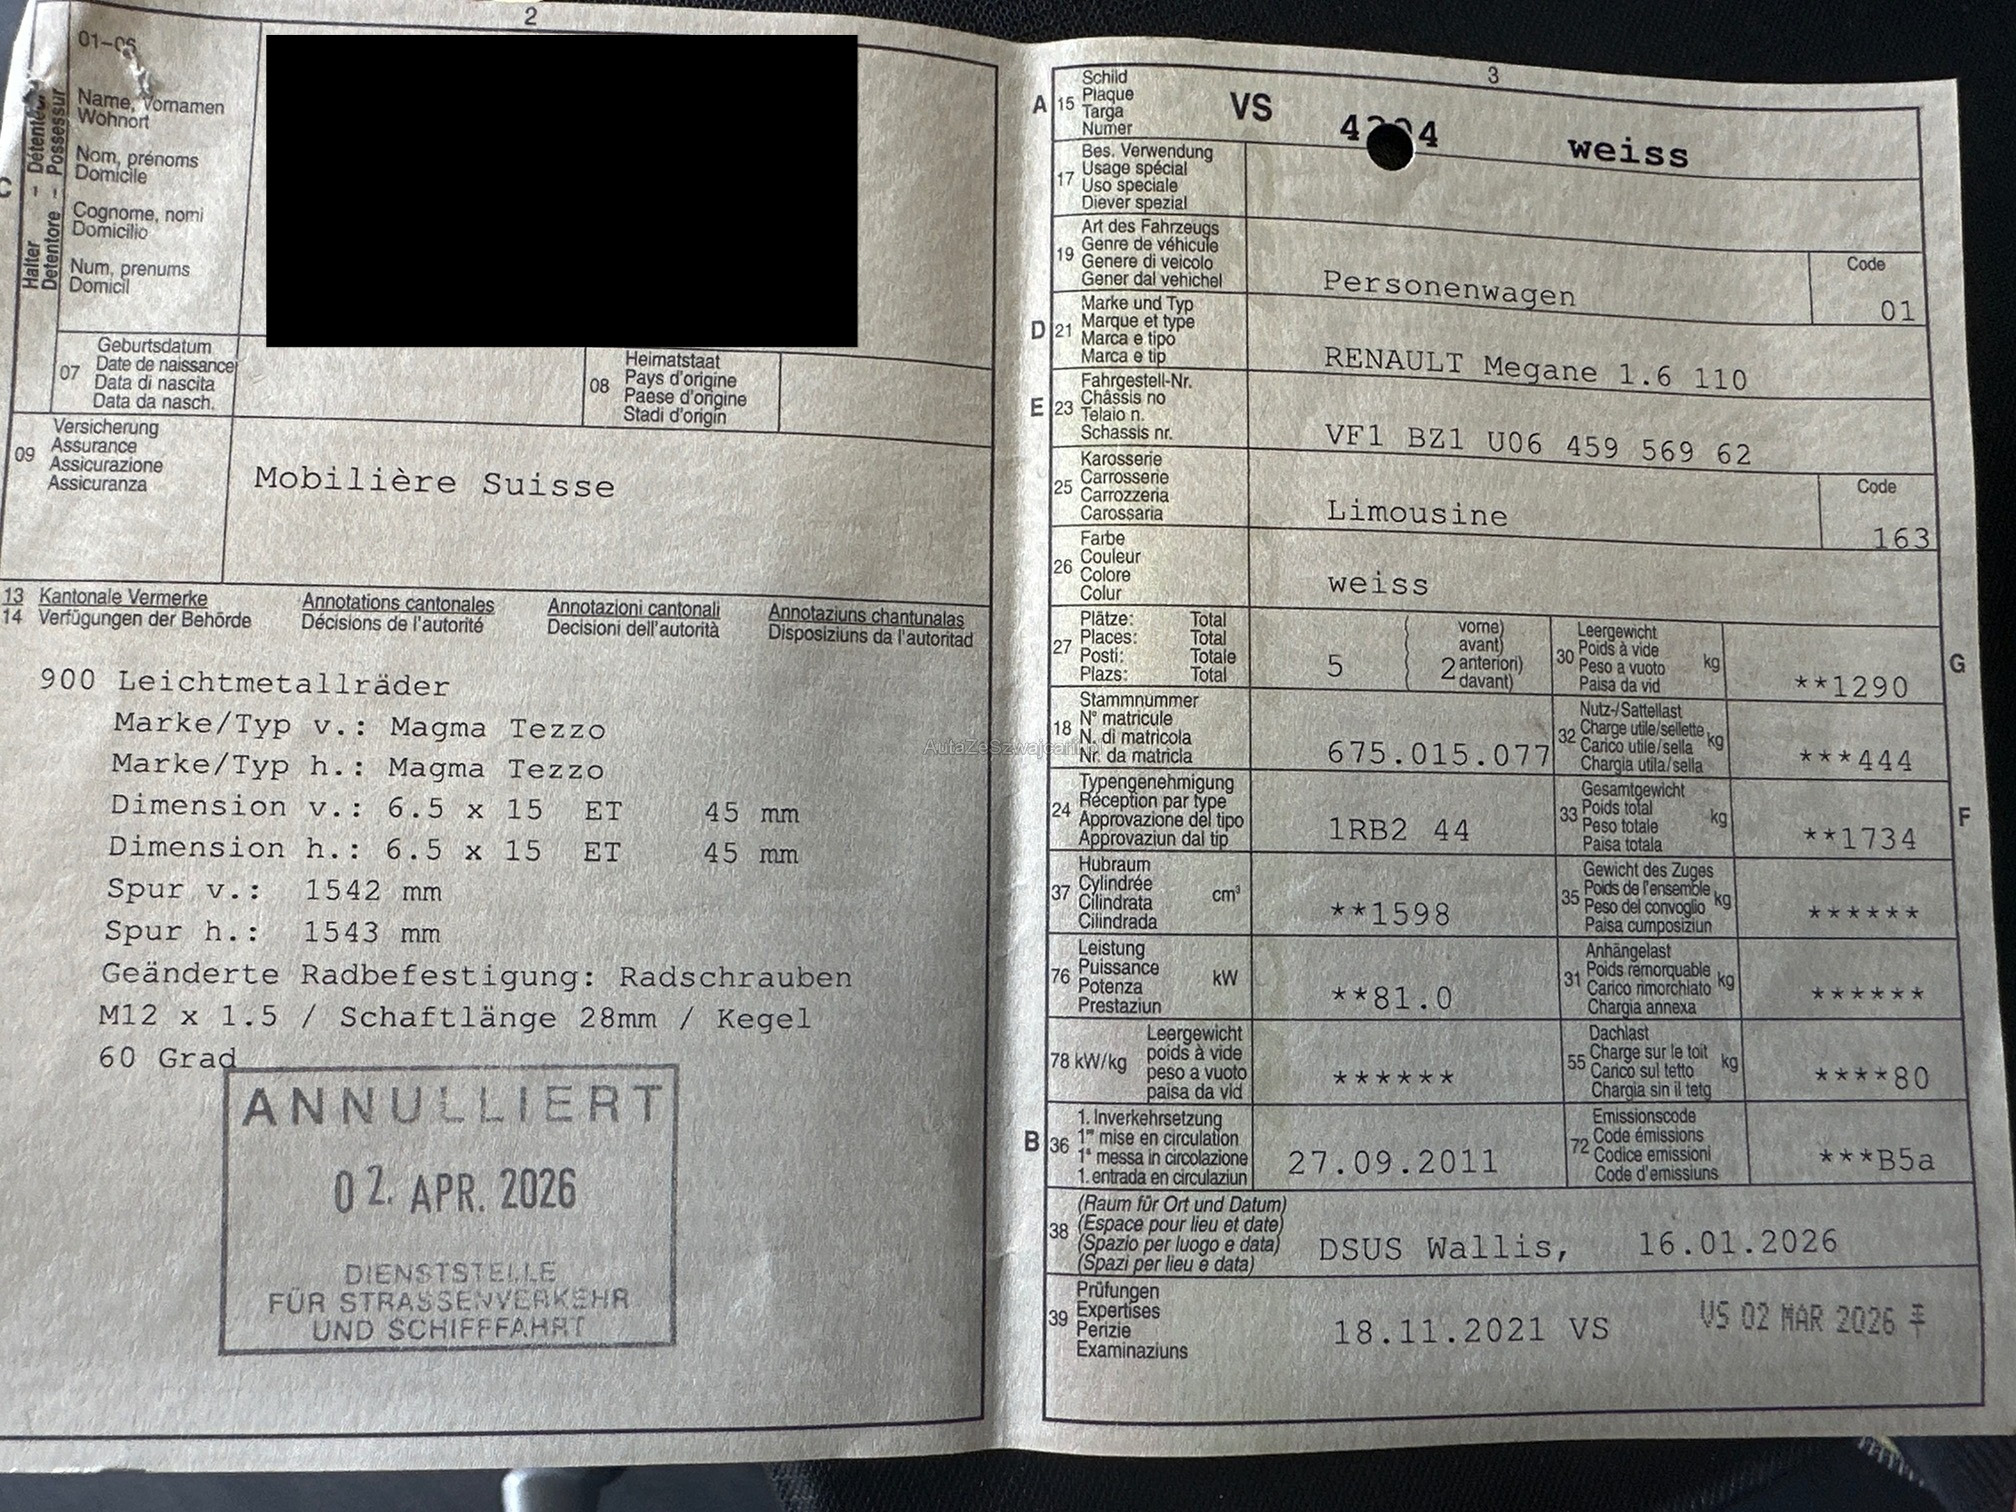 2
01-06
Name, Vornamen
Wohnort
Nom, prénoms
Domicile
Cognome, nomi
Domicilio
Num, prenums
Domicil
C
Halter – Détenteur
Detentore – Possessur
07
Geburtsdatum
Date de naissance
Data di nascita
Data da nasch.
08
Heimatstaat
Pays d'origine
Paese d'origine
Stadi d'origin
09
Versicherung
Assurance
Assicurazione
Assicuranza
Mobilière Suisse
13 Kantonale Vermerke Annotations cantonales Annotazioni cantonali Annotaziuns chantunalas
14 Verfügungen der Behörde Décisions de l'autorité Decisioni dell'autorità Disposiziuns da l'autoritad
900 Leichtmetallräder
Marke/Typ v.: Magma Tezzo
Marke/Typ h.: Magma Tezzo
Dimension v.: 6.5 x 15 ET 45 mm
Dimension h.: 6.5 x 15 ET 45 mm
Spur v.: 1542 mm
Spur h.: 1543 mm
Geänderte Radbefestigung: Radschrauben
M12 x 1.5 / Schaftlänge 28mm / Kegel
60 Grad
ANNULLIERT
02. APR. 2026
DIENSTSTELLE
FÜR STRASSENVERKEHR
UND SCHIFFFAHRT
3
A 15
Schild
Plaque
Targa
Numer
VS weiss
17
Bes. Verwendung
Usage spécial
Uso speciale
Diever spezial
19
Art des Fahrzeugs
Genre de véhicule
Genere di veicolo
Gener dal vehichel
Personenwagen
Code
01
D 21
Marke und Typ
Marque et type
Marca e tipo
Marca e tip
RENAULT Megane 1.6 110
E 23
Fahrgestell-Nr.
Châssis no
Telaio n.
Schassis nr.
VF1 BZ1 U06 459 569 62
25
Karosserie
Carrosserie
Carrozzeria
Carossaria
Limousine
Code
163
26
Farbe
Couleur
Colore
Colur
weiss
27
Plätze: Total
Places: Total
Posti: Totale
Plazs: Total
5
2
vorne)
avant)
anteriori)
davant)
30
Leergewicht
Poids à vide
Peso a vuoto
Paisa da vid
kg
**1290
G
18
Stammnummer
N° matricule
N. di matricola
Nr. da matricla
675.015.077
32
Nutz-/Sattellast
Charge utile/sellette
Carico utile/sella
Chargia utila/sella
kg
***444
24
Typengenehmigung
Réception par type
Approvazione del tipo
Approvaziun dal tip
1RB2 44
33
Gesamtgewicht
Poids total
Peso totale
Paisa totala
kg
**1734
F
37
Hubraum
Cylindrée
Cilindrata
Cilindrada
cm³
**1598
35
Gewicht des Zuges
Poids de l'ensemble
Peso del convoglio
Paisa cumposiziun
kg
******
76
Leistung
Puissance
Potenza
Prestaziun
kW
**81.0
31
Anhängelast
Poids remorquable
Carico rimorchiato
Chargia annexa
kg
******
78 kW/kg
Leergewicht
poids à vide
peso a vuoto
paisa da vid
******
55
Dachlast
Charge sur le toit
Carico sul tetto
Chargia sin il tetg
kg
****80
B 36
1. Inverkehrsetzung
1re mise en circulation
1a messa in circolazione
1. entrada en circulaziun
27.09.2011
72
Emissionscode
Code émissions
Codice emissioni
Code d'emissiuns
***B5a
38
(Raum für Ort und Datum)
(Espace pour lieu et date)
(Spazio per luogo e data)
(Spazi per lieu e data)
DSUS Wallis, 16.01.2026
39
Prüfungen
Expertises
Perizie
Examinaziuns
18.11.2021 VS
VS 02 MAR 2026